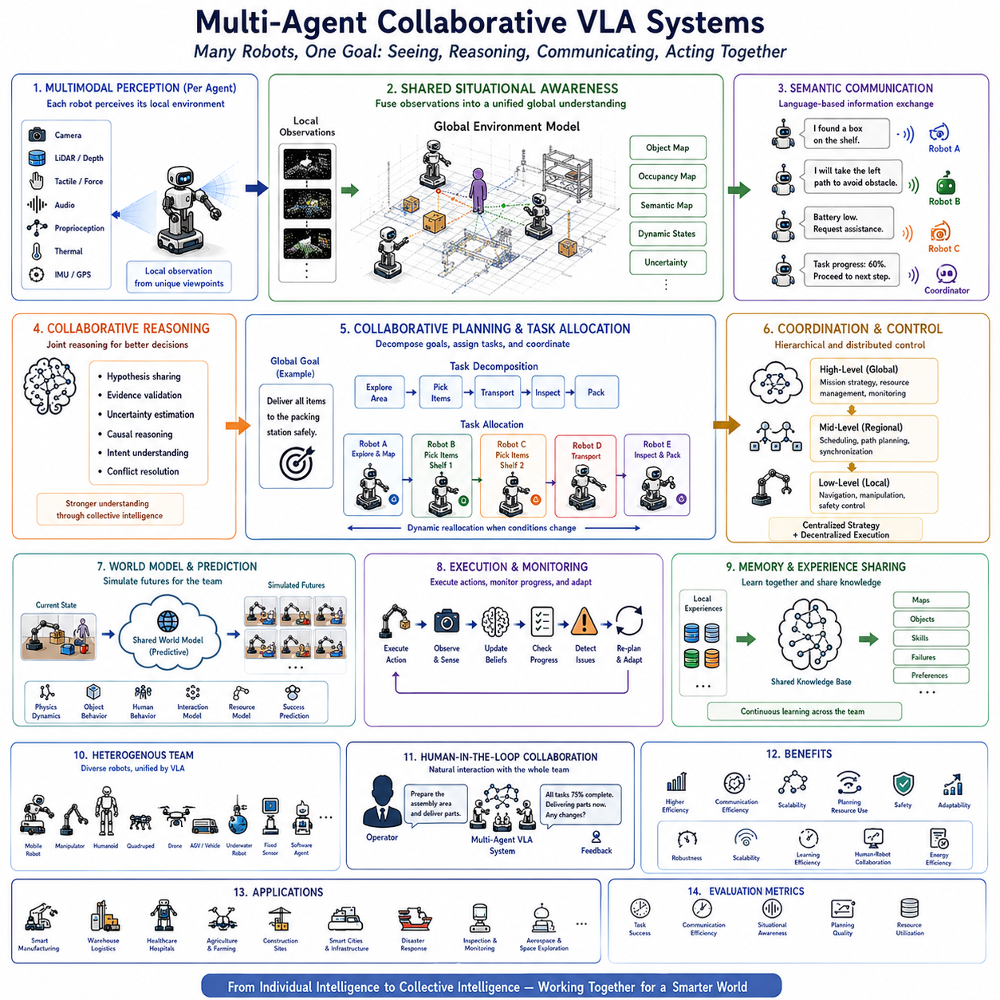 Multi-Agent Collaborative VLA Systems
Many Robots, One Goal: Seeing, Reasoning, Communicating, Acting Together
1. MULTIMODAL PERCEPTION (Per Agent)
Each robot perceives its local environment
Camera
LiDAR / Depth
Tactile / Force
Audio
Proprioception
Thermal
IMU / GPS
Local observation
from unique viewpoints
2. SHARED SITUATIONAL AWARENESS
Fuse observations into a unified global understanding
Local
Observations
Global Environment Model
Object Map
Occupancy Map
Semantic Map
Dynamic States
Uncertainty
3. SEMANTIC COMMUNICATION
Language-based information exchange
I found a box
on the shelf.
Robot A
I will take the left
path to avoid obstacle.
Robot B
Battery low.
Request assistance.
Robot C
Task progress: 60%.
Proceed to next step.
Coordinator
4. COLLABORATIVE REASONING
Joint reasoning for better decisions
• Hypothesis sharing
• Evidence validation
• Uncertainty estimation
• Causal reasoning
• Intent understanding
• Conflict resolution
Stronger understanding
through collective intelligence
5. COLLABORATIVE PLANNING & TASK ALLOCATION
Decompose goals, assign tasks, and coordinate
Global Goal
(Example)
Deliver all items
to the packing
station safely.
Task Decomposition
Explore
Area
Pick
Items
Transport
Inspect
Pack
Task Allocation
Robot A
Explore & Map
Robot B
Pick Items
Shelf 1
Robot C
Pick Items
Shelf 2
Robot D
Transport
Robot E
Inspect & Pack
Dynamic reallocation when conditions change
6. COORDINATION & CONTROL
Hierarchical and distributed control
High-Level (Global)
Mission strategy, resource
management, monitoring
Mid-Level (Regional)
Scheduling, path planning,
synchronization
Low-Level (Local)
Navigation, manipulation,
safety control
Centralized Strategy
+ Decentralized Execution
7. WORLD MODEL & PREDICTION
Simulate futures for the team
Current State
Shared World Model
(Predictive)
Simulated Futures
Physics
Dynamics
Object
Behavior
Human
Behavior
Interaction
Model
Resource
Model
Success
Prediction
8. EXECUTION & MONITORING
Execute actions, monitor progress, and adapt
Execute
Action
Observe
& Sense
Update
Beliefs
Check
Progress
Detect
Issues
Re-plan
& Adapt
9. MEMORY & EXPERIENCE SHARING
Learn together and share knowledge
Local
Experiences
Shared Knowledge Base
Maps
Objects
Skills
Failures
Preferences
Continuous learning across the team
10. HETEROGENOUS TEAM
Diverse robots, unified by VLA
Mobile
Robot
Manipulator
Humanoid
Quadruped
Drone
AGV / Vehicle
Underwater
Robot
Fixed
Sensor
Software
Agent
11. HUMAN-IN-THE-LOOP COLLABORATION
Natural interaction with the whole team
Operator
Prepare the
assembly area
and deliver parts.
Multi-Agent VLA
System
All tasks 75% complete.
Delivering parts now.
Any changes?
Feedback
12. BENEFITS
Higher
Efficiency
Communication
Efficiency
Scalability
Planning
Resource Use
Safety
Adaptability
Robustness
Scalability
Learning
Efficiency
Human-Robot
Collaboration
Energy
Efficiency
13. APPLICATIONS
Smart
Manufacturing
Warehouse
Logistics
Healthcare
Hospitals
Agriculture
& Farming
Construction
Sites
Smart Cities
& Infrastructure
Disaster
Response
Inspection &
Monitoring
Aerospace &
Space Exploration
14. EVALUATION METRICS
Task
Success
Communication
Efficiency
Situational
Awareness
Planning
Quality
Resource
Utilization
From Individual Intelligence to Collective Intelligence — Working Together for a Smarter World